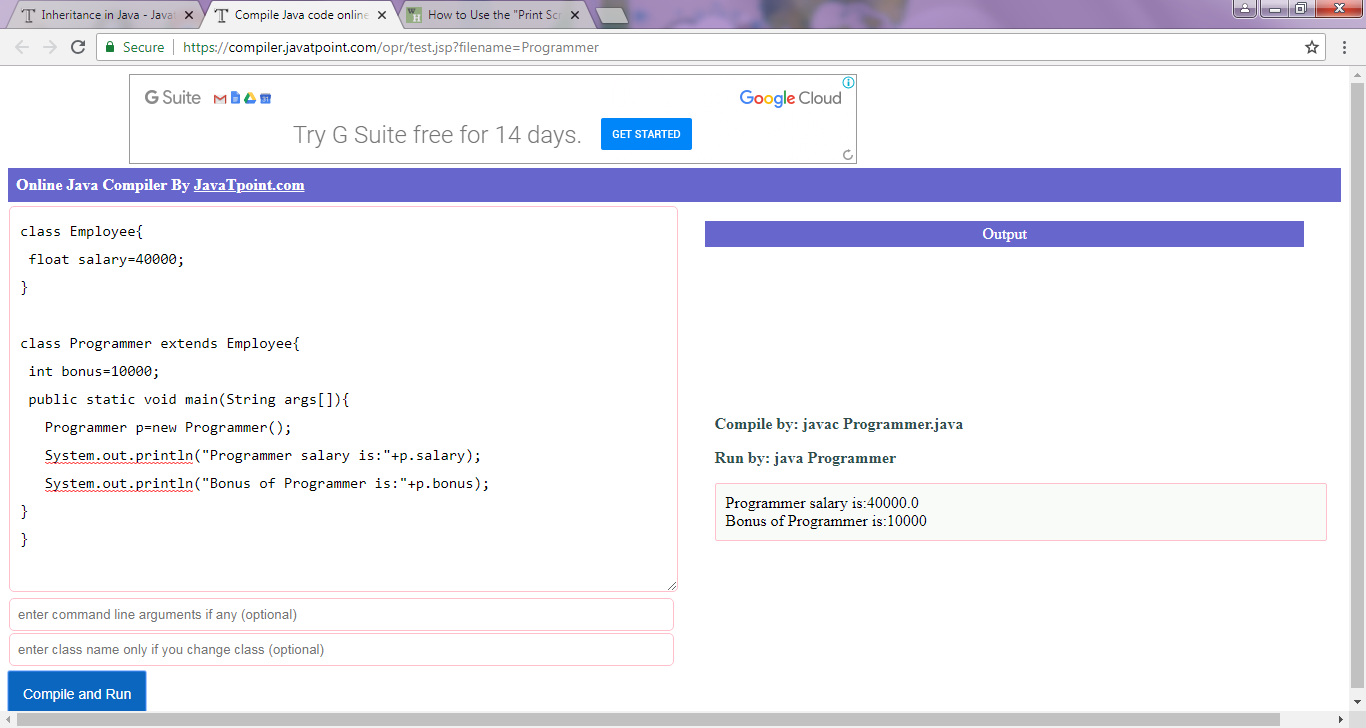 Inheritance in Java - Java
Compile Java code online
How to Use the "Print Scr
Secure
https://compiler.javatpoint.com/opr/test.jsp?filename=Programmer
G Suite
Google Cloud
Try G Suite free for 14 days.
GET STARTED
Online Java Compiler By JavaTpoint.com
class Employee{
 float salary=40000;
}
class Programmer extends Employee{
 int bonus=10000;
 public static void main(String args[]){
   Programmer p=new Programmer();
   System.out.println("Programmer salary is:"+p.salary);
   System.out.println("Bonus of Programmer is:"+p.bonus);
}
}
enter command line arguments if any (optional)
enter class name only if you change class (optional)
Compile and Run
Output
Compile by: javac Programmer.java
Run by: java Programmer
Programmer salary is:40000.0
Bonus of Programmer is:10000